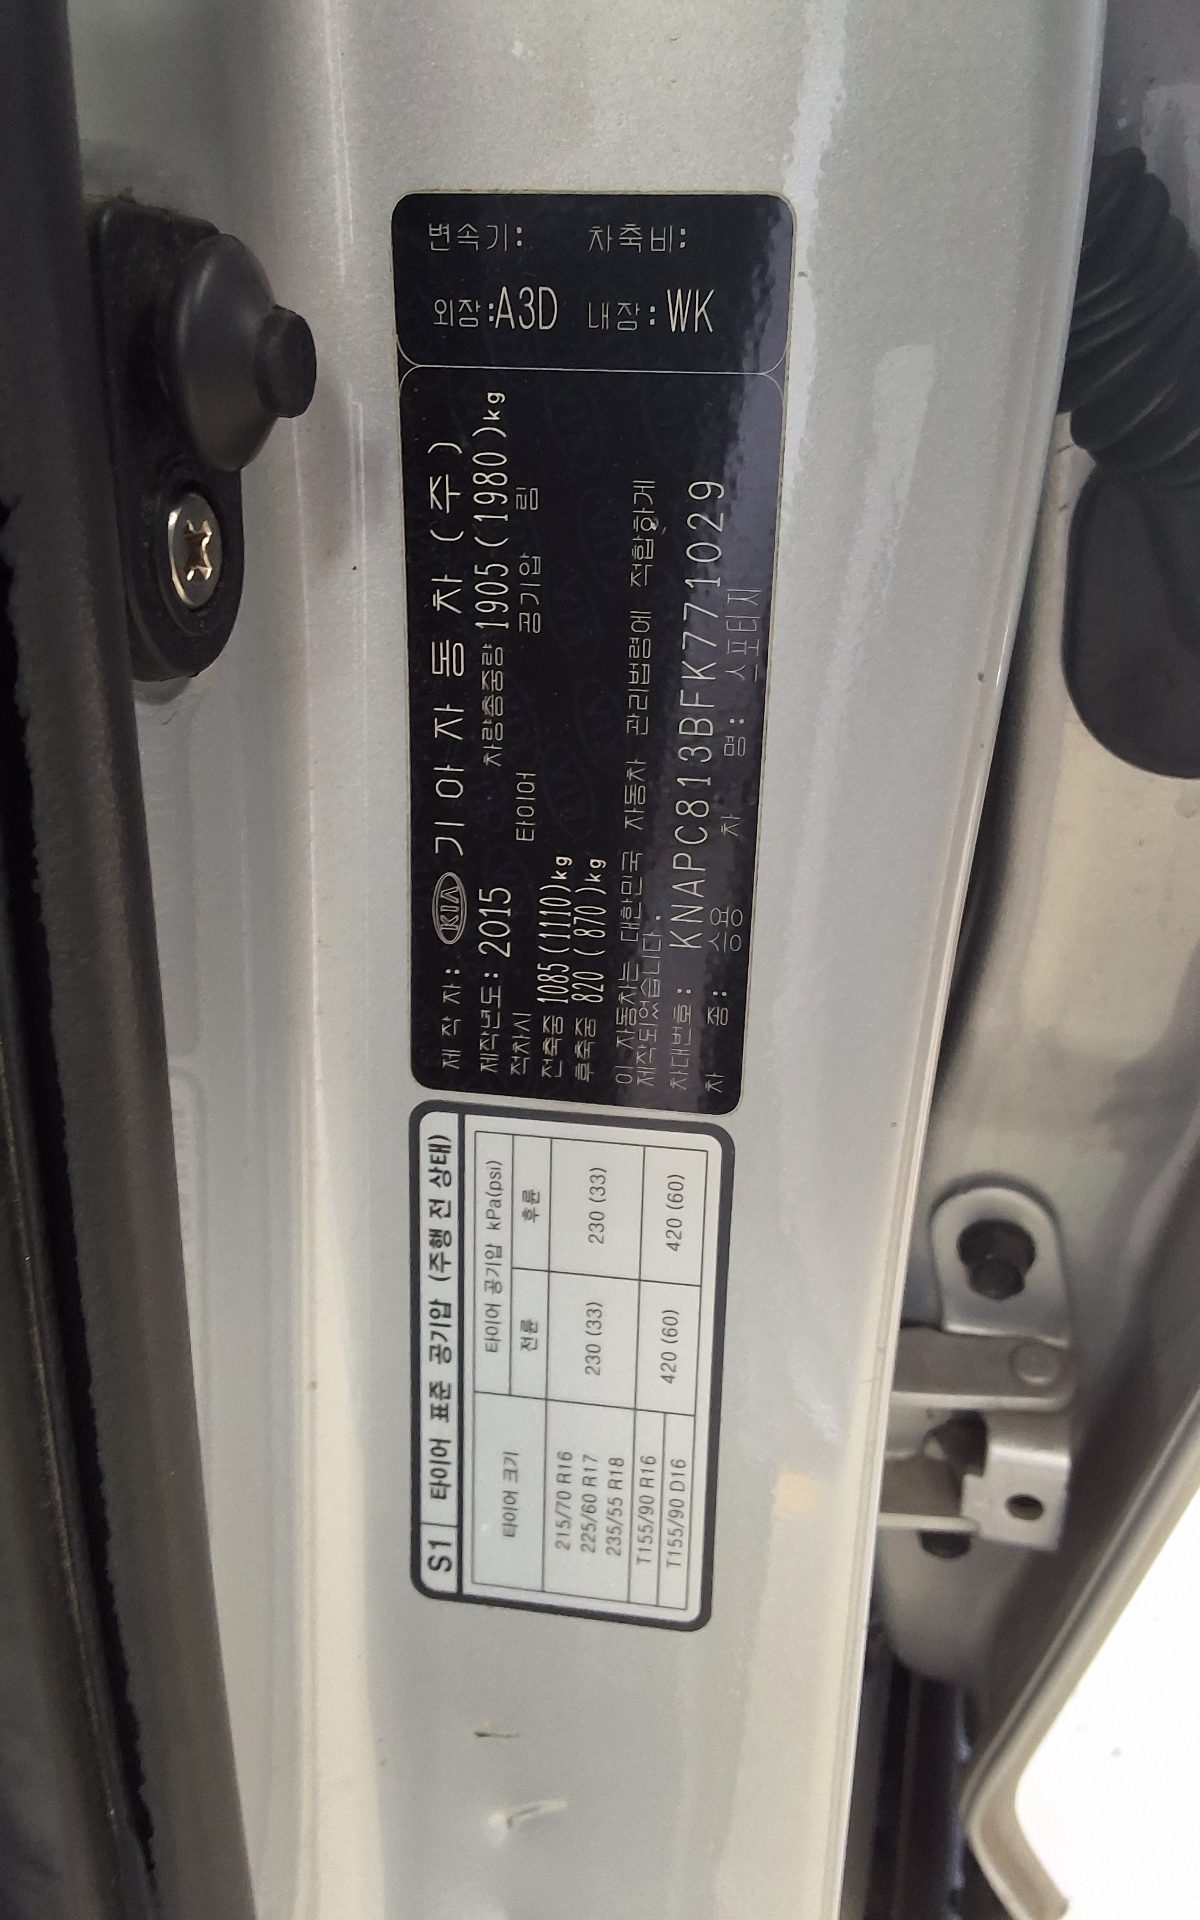 변속기: 차축비:
외장:A3D 내장:WK
제 작 자: KIA 기아자동차(주)
제작년도: 2015 차량총중량 1905(1980)kg
적차시 타이어 공기압 림
전축중 1085(1110)kg
후축중 820 ( 870 )kg
이 자동차는 대한민국 자동차 관리법령에 적합하게
제작되었습니다.
차대번호: KNAPC813BFK771029
차 종: 승용 차 명: 스포티지
S1 타이어 표준 공기압 (주행 전 상태)
타이어 크기 타이어 공기압 kPa(psi)
전륜 후륜
215/70 R16
225/60 R17 230 (33) 230 (33)
235/55 R18
T155/90 R16 420 (60) 420 (60)
T155/90 D16